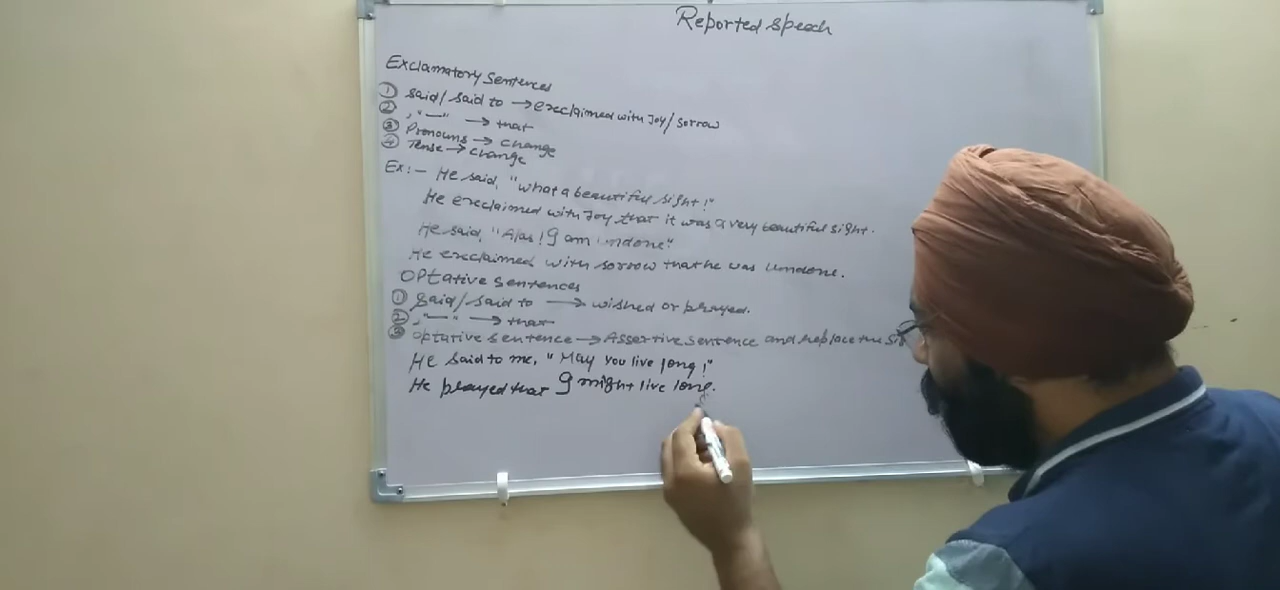 Reported Speech
Exclamatory Sentences
① said/said to → exclaimed with Joy/sorrow
② , "—" → that
③ Pronouns → change
④ Tense → change
Ex:- He said, "what a beautiful sight!"
He exclaimed with Joy that it was a very beautiful sight.
He said, "Alas! I am undone"
He exclaimed with sorrow that he was undone.
Optative sentences
① Said/said to → wished or prayed.
② , "—" → that
③ Optative sentence → Assertive sentence and replace the
He said to me, "May you live long!"
He prayed that I might live long.